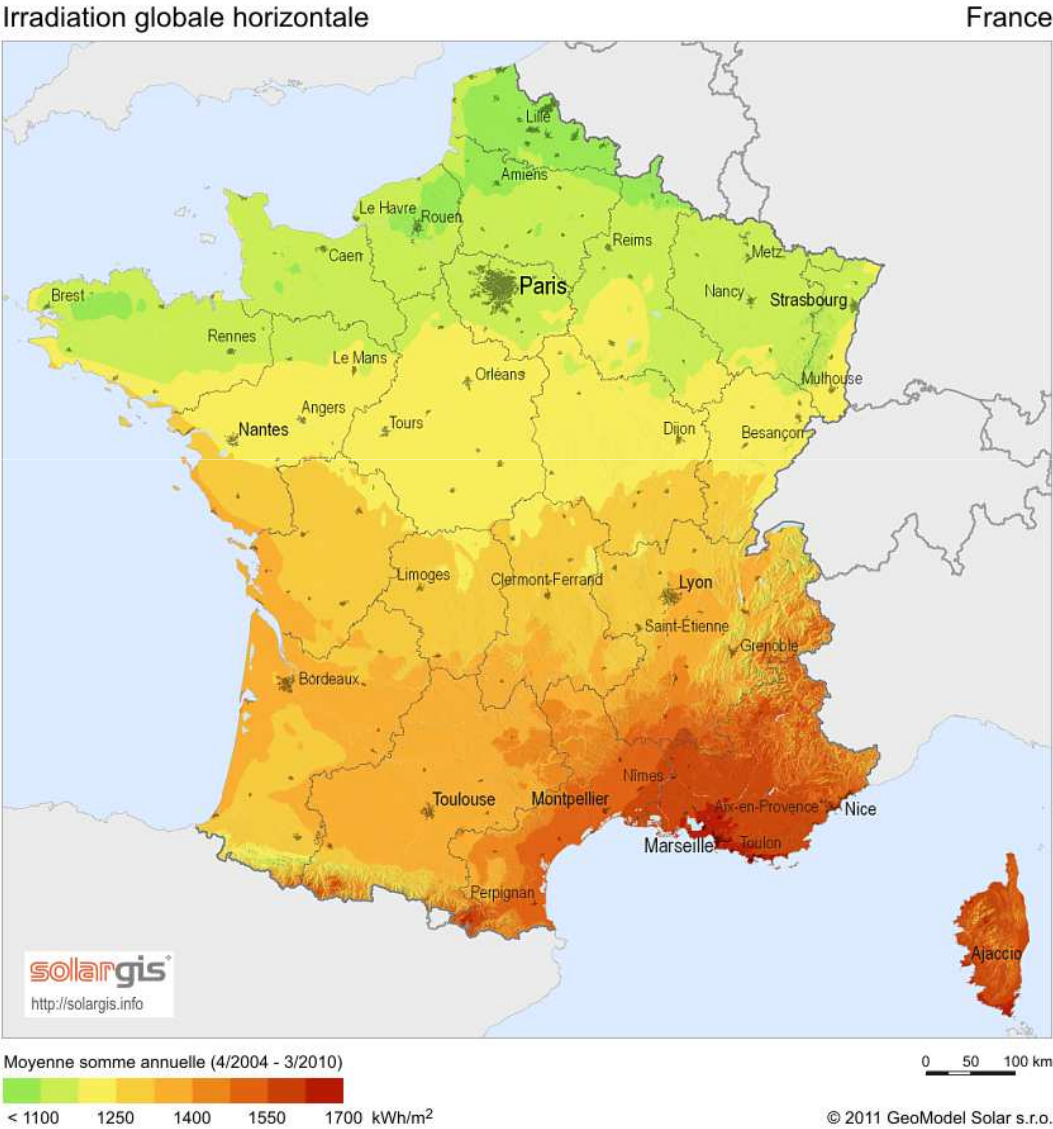 Irradiation globale horizontale
France
Lille
Amiens
Le Havre
Rouen
Reims
Caen
Metz
Paris
Nancy
Strasbourg
Brest
Rennes
Le Mans
Orléans
Mulhouse
Angers
Tours
Nantes
Dijon
Besançon
Limoges
Clermont-Ferrand
Lyon
Saint-Étienne
Grenoble
Bordeaux
Nîmes
Toulouse
Montpellier
Aix-en-Provence
Nice
Marseille
Toulon
Perpignan
Ajaccio
solargis
http://solargis.info
Moyenne somme annuelle (4/2004 - 3/2010)
0 50 100 km
< 1100 1250 1400 1550 1700 kWh/m²
© 2011 GeoModel Solar s.r.o.